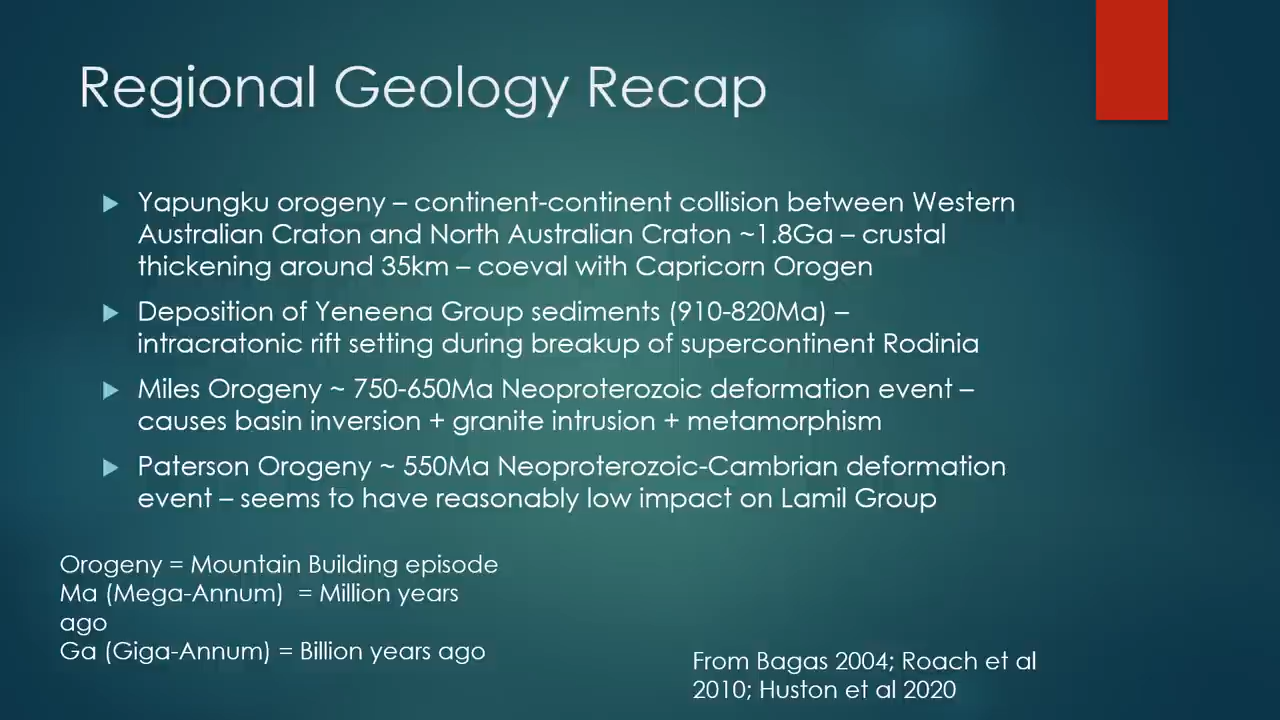 Regional Geology Recap
Yapungku orogeny – continent-continent collision between Western
Australian Craton and North Australian Craton ~1.8Ga – crustal
thickening around 35km – coeval with Capricorn Orogen
Deposition of Yeneena Group sediments (910-820Ma) –
intracratonic rift setting during breakup of supercontinent Rodinia
Miles Orogeny ~ 750-650Ma Neoproterozoic deformation event –
causes basin inversion + granite intrusion + metamorphism
Paterson Orogeny ~ 550Ma Neoproterozoic-Cambrian deformation
event – seems to have reasonably low impact on Lamil Group
Orogeny = Mountain Building episode
Ma (Mega-Annum)  = Million years
ago
Ga (Giga-Annum) = Billion years ago
From Bagas 2004; Roach et al
2010; Huston et al 2020